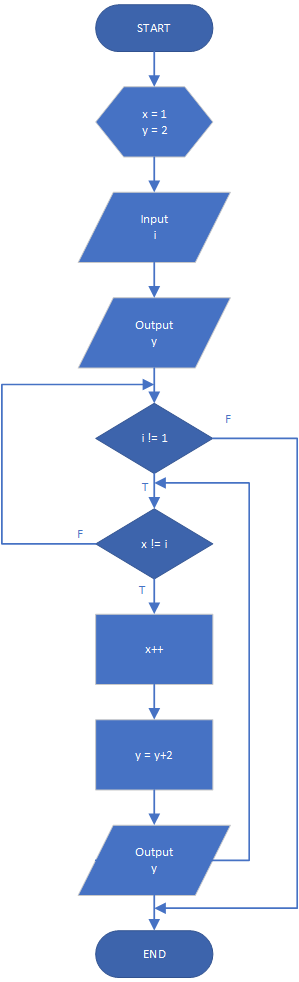 START
x = 1
y = 2
Input
i
Output
y
i != 1
F
T
x != i
F
T
x++
y = y+2
Output
y
END